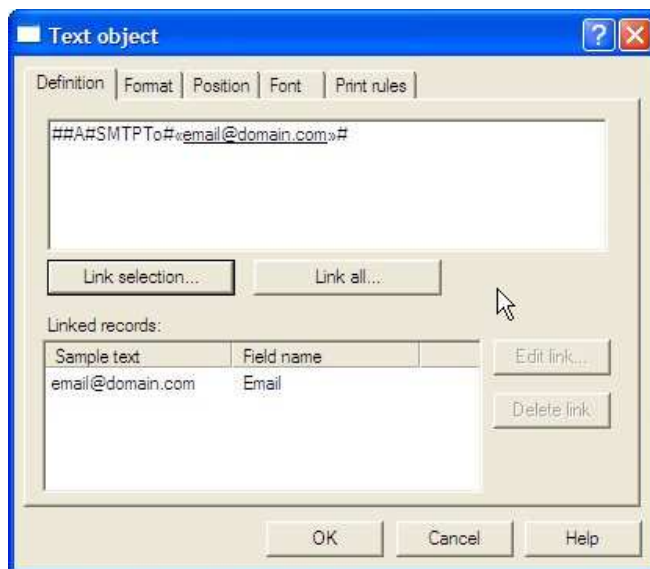 Text object
Definition Format Position Font Print rules
##A#SMTPTo#«email@domain.com»#
Link selection... Link all...
Linked records:
Sample text Field name
Edit link...
email@domain.com Email
Delete link
OK Cancel Help